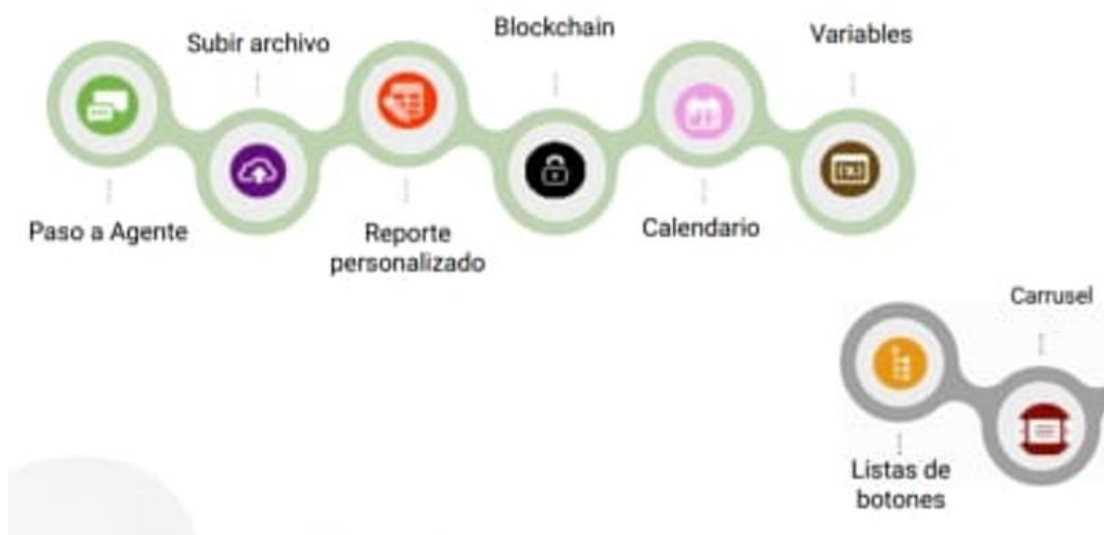 Blockchain
Variables
Subir archivo
Paso a Agente
Reporte
personalizado
Calendario
Carrusel
Listas de
botones